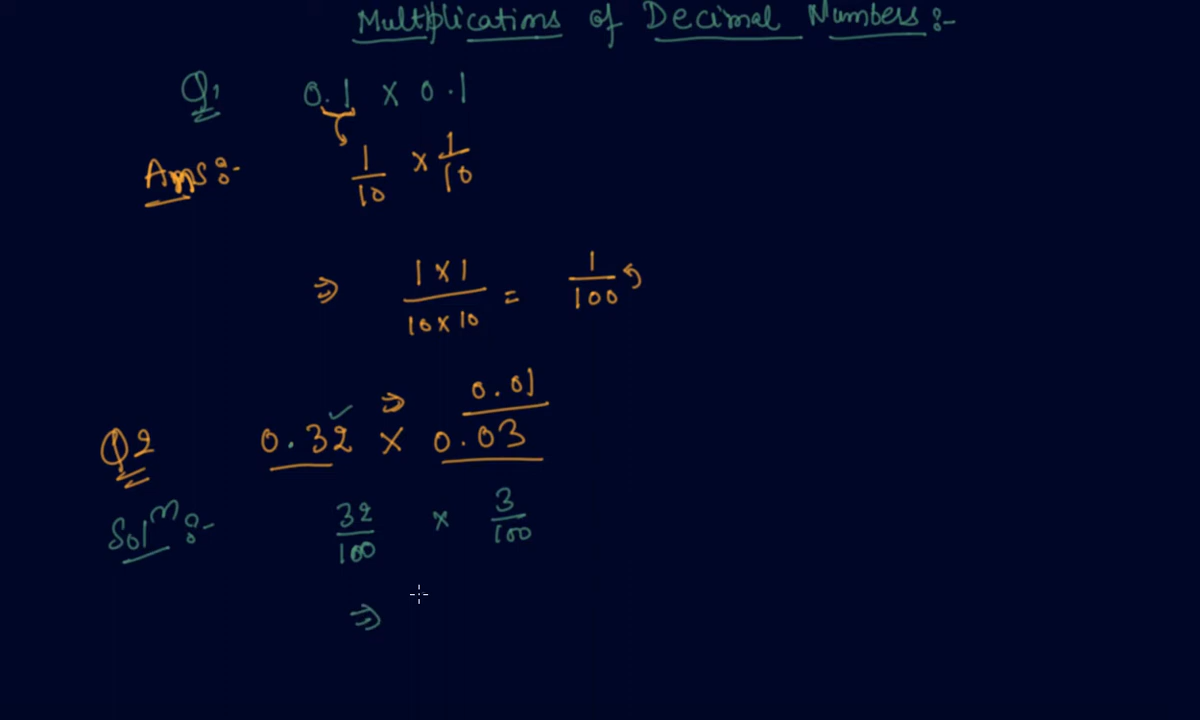 Multiplications of Decimal Numbers :-
Q1 0.1 × 0.1
Ans :- 1/10 × 1/10
⇒ 1 × 1 / 10 × 10 = 1/100
⇒ 0.01
Q2 0.32 × 0.03
Solⁿ :- 32/100 × 3/100
⇒